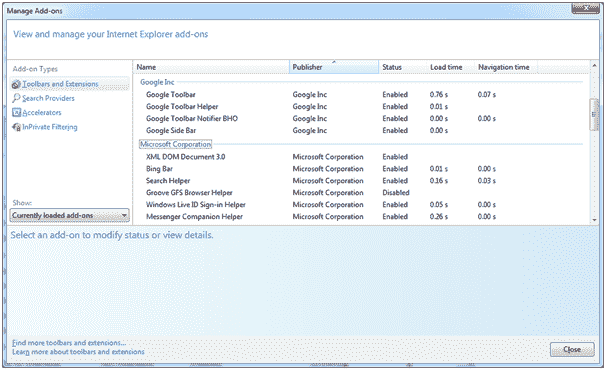 Manage Add-ons
View and manage your Internet Explorer add-ons
Add-on Types
Toolbars and Extensions
Search Providers
Accelerators
InPrivate Filtering
Show:
Currently loaded add-ons
Name Publisher Status Load time Navigation time
Google Inc
Google Toolbar Google Inc Enabled 0.76 s 0.07 s
Google Toolbar Helper Google Inc Enabled 0.01 s
Google Toolbar Notifier BHO Google Inc Enabled 0.00 s 0.00 s
Google Side Bar Google Inc Enabled 0.00 s
Microsoft Corporation
XML DOM Document 3.0 Microsoft Corporation Enabled
Bing Bar Microsoft Corporation Enabled 0.01 s 0.00 s
Search Helper Microsoft Corporation Enabled 0.16 s 0.03 s
Groove GFS Browser Helper Microsoft Corporation Disabled
Windows Live ID Sign-in Helper Microsoft Corporation Enabled 0.05 s 0.00 s
Messenger Companion Helper Microsoft Corporation Enabled 0.26 s 0.00 s
Select an add-on to modify status or view details.
Find more toolbars and extensions...
Learn more about toolbars and extensions
Close